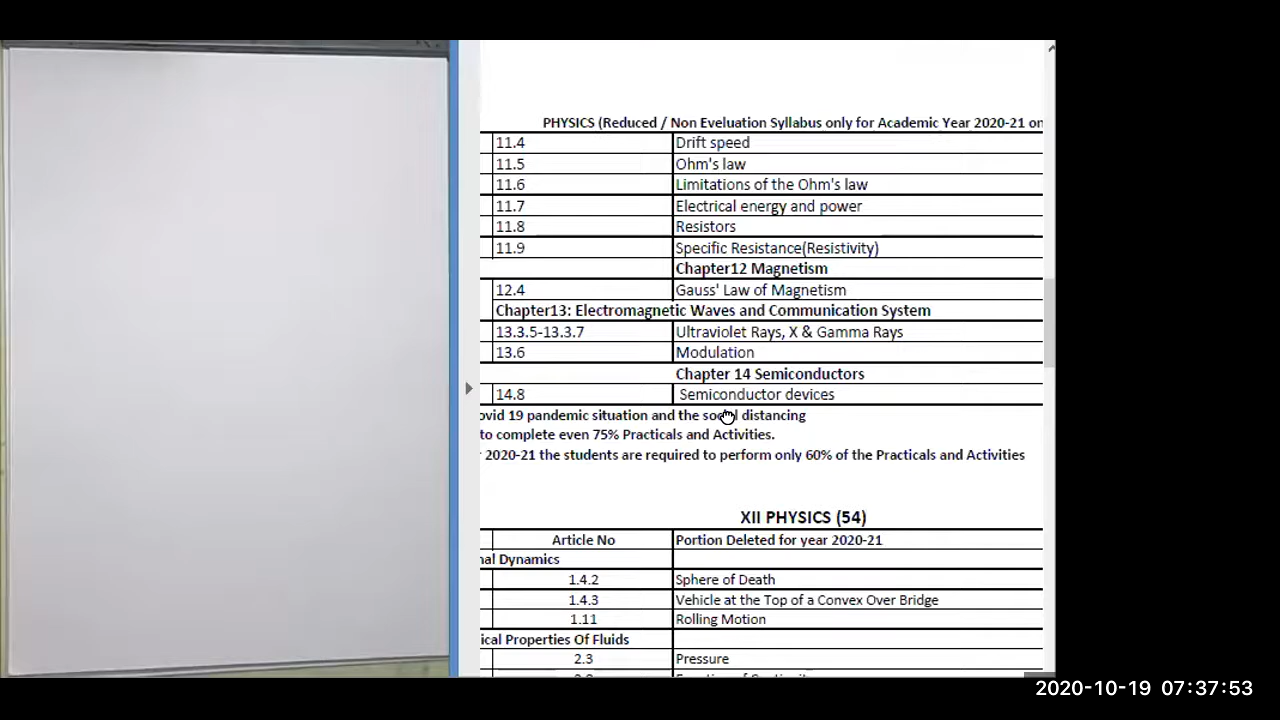 PHYSICS (Reduced / Non Eveluation Syllabus only for Academic Year 2020-21 on
11.4 Drift speed
11.5 Ohm's law
11.6 Limitations of the Ohm's law
11.7 Electrical energy and power
11.8 Resistors
11.9 Specific Resistance(Resistivity)
Chapter12 Magnetism
12.4 Gauss' Law of Magnetism
Chapter13: Electromagnetic Waves and Communication System
13.3.5-13.3.7 Ultraviolet Rays, X & Gamma Rays
13.6 Modulation
Chapter 14 Semiconductors
14.8 Semiconductor devices
ovid 19 pandemic situation and the social distancing
to complete even 75% Practicals and Activities.
2020-21 the students are required to perform only 60% of the Practicals and Activities
XII PHYSICS (54)
Article No Portion Deleted for year 2020-21
nal Dynamics
1.4.2 Sphere of Death
1.4.3 Vehicle at the Top of a Convex Over Bridge
1.11 Rolling Motion
ical Properties Of Fluids
2.3 Pressure
2020-10-19 07:37:53